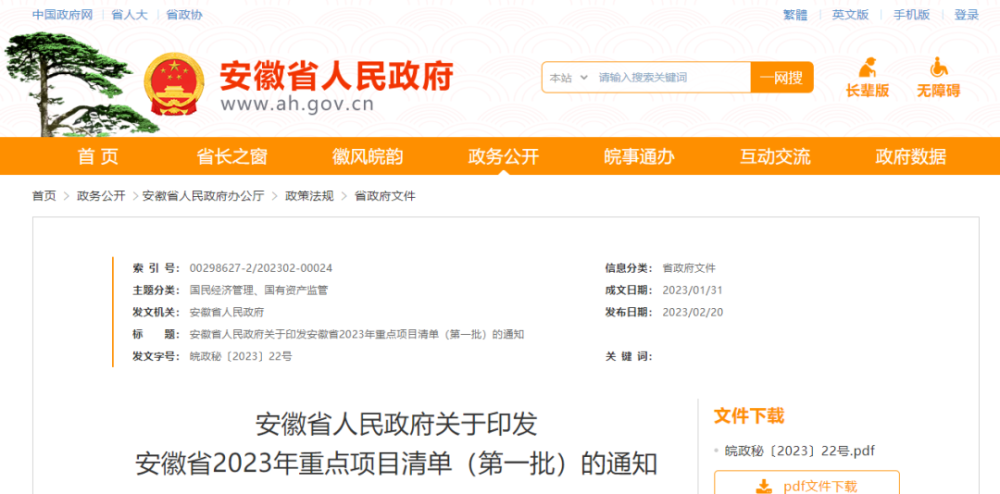 中国政府网 省人大 省政协 繁體 英文版 手机版 登录
安徽省人民政府
www.ah.gov.cn
本站 请输入搜索关键词 一网搜 长辈版 无障碍
首 页 省长之窗 徽风皖韵 政务公开 皖事通办 互动交流 政府数据
首页 > 政务公开 > 安徽省人民政府办公厅 > 政策法规 > 省政府文件
索 引 号： 00298627-2/202302-00024 信息分类： 省政府文件
主题分类： 国民经济管理、国有资产监管 成文日期： 2023/01/31
发文机关： 安徽省人民政府 发布日期： 2023/02/20
标 题： 安徽省人民政府关于印发安徽省2023年重点项目清单（第一批）的通知
发文字号： 皖政秘〔2023〕22号 关 键 词：
安徽省人民政府关于印发
安徽省2023年重点项目清单（第一批）的通知
文件下载
皖政秘〔2023〕22号.pdf
pdf文件下载